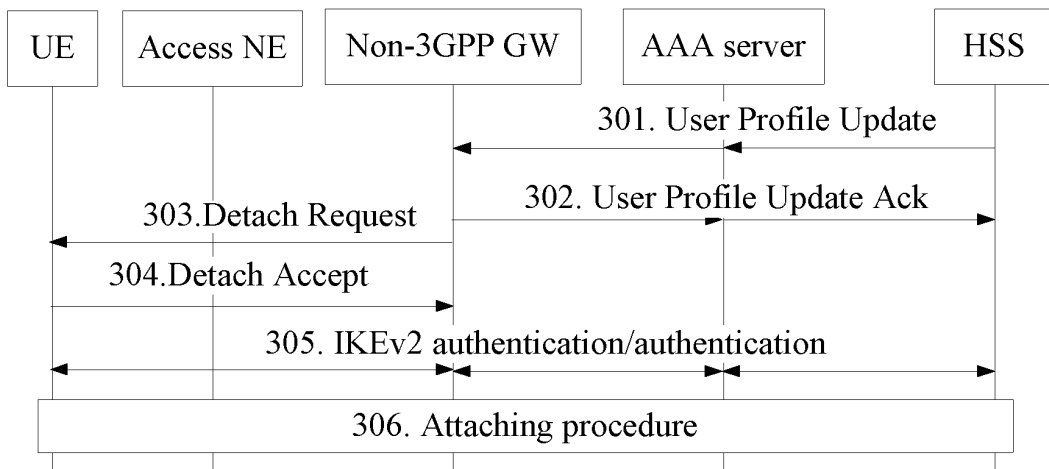 UE
Access NE
Non-3GPP GW
AAA server
HSS
301. User Profile Update
302. User Profile Update Ack
303.Detach Request
304.Detach Accept
305. IKEv2 authentication/authentication
306. Attaching procedure